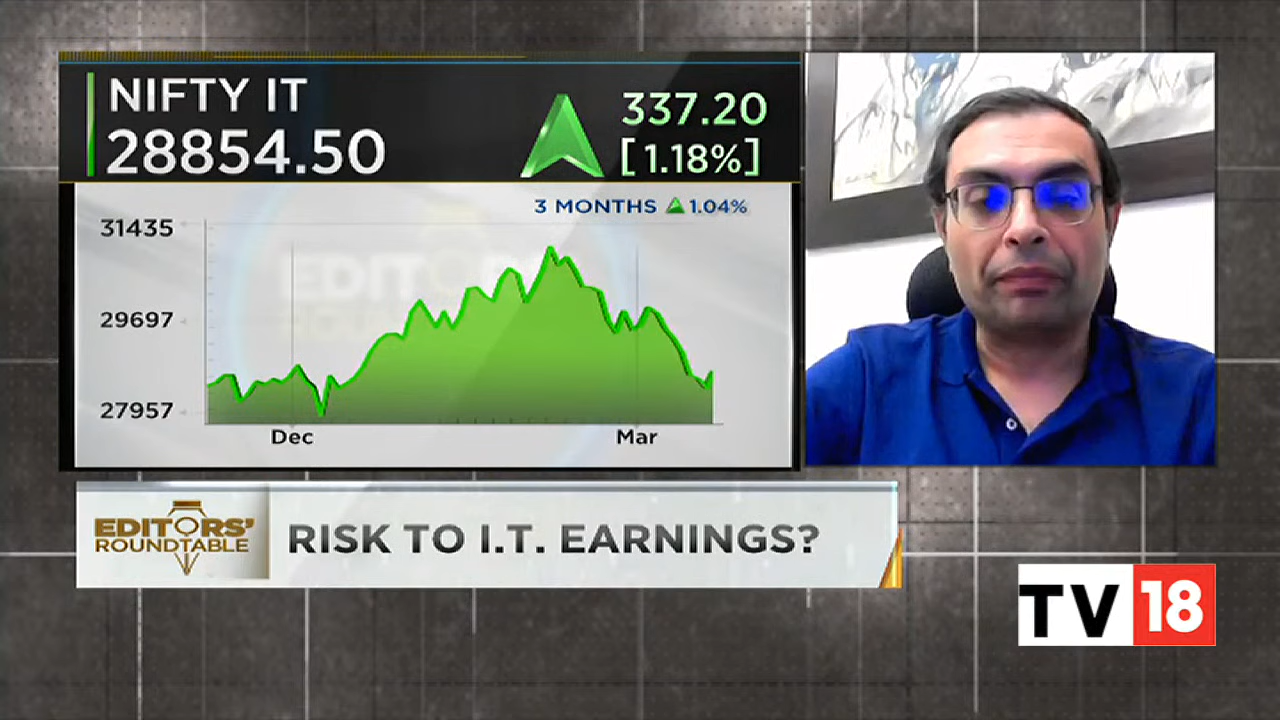 NIFTY IT
28854.50
337.20
[1.18%]
3 MONTHS 1.04%
31435
29697
27957
Dec
Mar
EDITORS'
ROUNDTABLE
RISK TO I.T. EARNINGS?
TV18